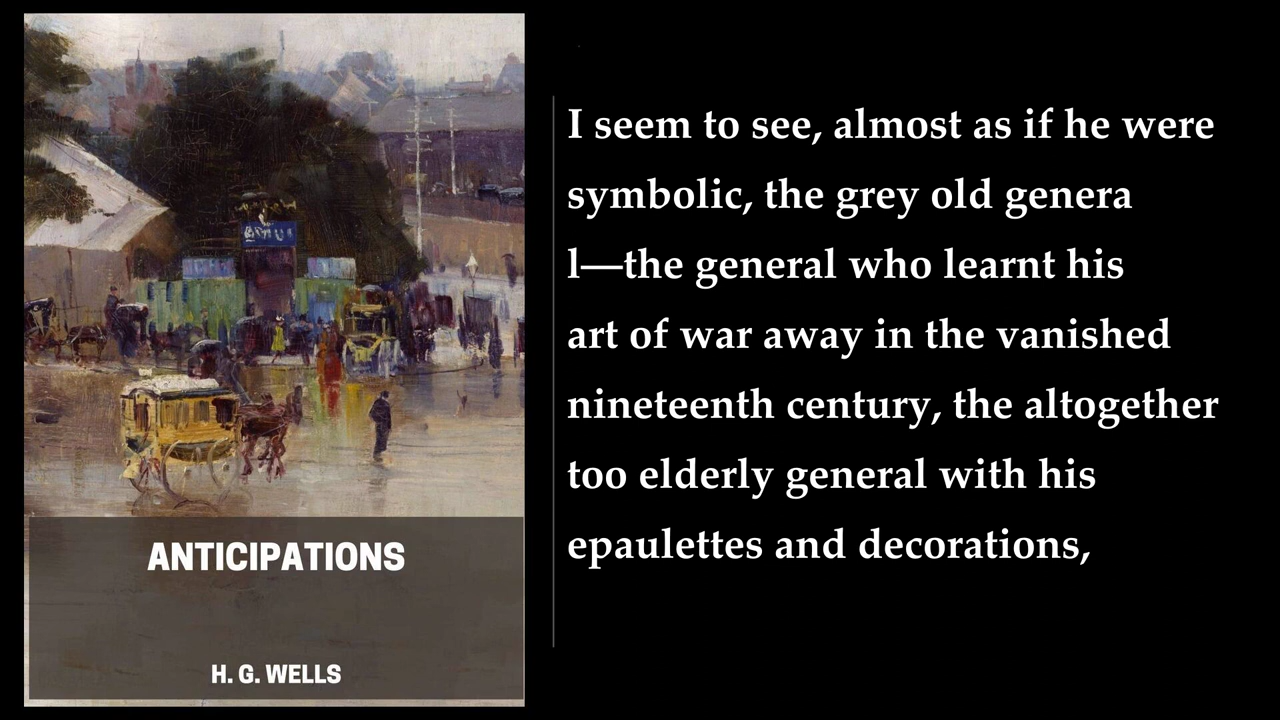 ANTICIPATIONS
H. G. WELLS
I seem to see, almost as if he were
symbolic, the grey old genera
l—the general who learnt his
art of war away in the vanished
nineteenth century, the altogether
too elderly general with his
epaulettes and decorations,